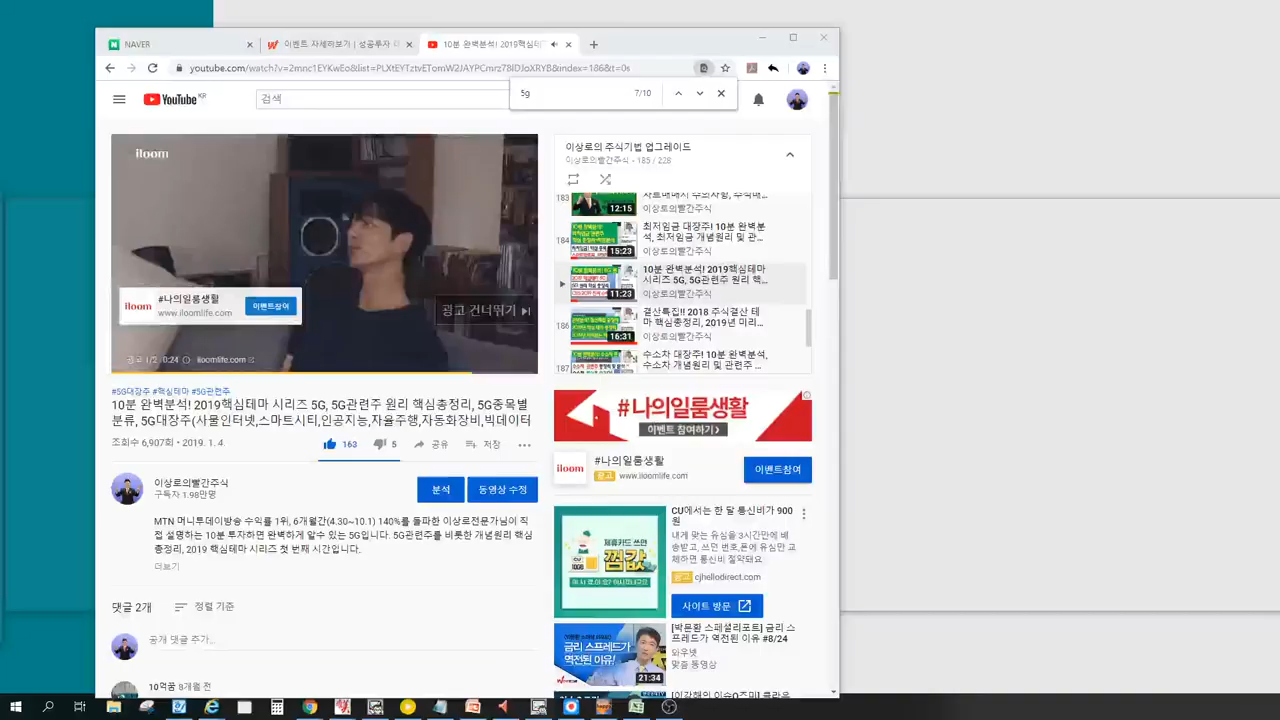 NAVER
이벤트 자세히보기 | 성공투자
10분 완벽분석! 2019핵심테
youtube.com/watch?v=2mnc1EYKwEo&list=PLXtEYTztvETomW2JAYPCmrz78lDJoXRYB&index=186&t=0s
5g
7/10
YouTube KR
검색
iloom
iloom
#나의일룸생활
www.iloomlife.com
이벤트참여
광고 건너뛰기
광고 1/2 · 0:24
iloomlife.com
이상로의 주식기법 업그레이드
이상로의빨간주식 - 185 / 228
183
12:15
이상로의빨간주식
184
15:23
최저임금 대장주! 10분 완벽분
석, 최저임금 개념원리 및 관...
이상로의빨간주식
11:23
10분 완벽분석! 2019핵심테마
시리즈 5G, 5G관련주 원리 핵...
이상로의빨간주식
186
16:31
결산특집!! 2018 주식결산 테
마 핵심총정리, 2019년 미리...
이상로의빨간주식
187
수소차 대장주! 10분 완벽분석,
수소차 개념원리 및 관련주 ...
#5G대장주 #핵심테마 #5G관련주
10분 완벽분석! 2019핵심테마 시리즈 5G, 5G관련주 원리 핵심총정리, 5G종목별
분류, 5G대장주(사물인터넷,스마트시티,인공지능,자율주행,자동화장비,빅데이터
조회수 6,907회 • 2019. 1. 4.
163
5
공유
저장
이상로의빨간주식
구독자 1.98만명
분석
동영상 수정
MTN 머니투데이방송 수익률 1위, 6개월간(4.30~10.1) 140%를 돌파한 이상로전문가님이 직
접 설명하는 10분 투자하면 완벽하게 알수 있는 5G입니다. 5G관련주를 비롯한 개념원리 핵심
총정리, 2019 핵심테마 시리즈 첫 번째 시간입니다.
더보기
댓글 2개
정렬 기준
공개 댓글 추가...
10억꿈 8개월 전
#나의일룸생활
이벤트 참여하기
iloom
#나의일룸생활
광고 www.iloomlife.com
이벤트참여
제휴카드 쓰면
껌값
CU에서는 한 달 통신비가 900
원
내게 맞는 유심을 3시간만에 배
송받고, 쓰던 번호,폰에 유심만 교
체하면 통신비 절약돼요
광고 cjhellodirect.com
사이트 방문
금리 스프레드가
역전된 이유!
21:34
[박문환 스페셜리포트] 금리 스
프레드가 역전된 이유 #8/24
와우넷
맞춤 동영상